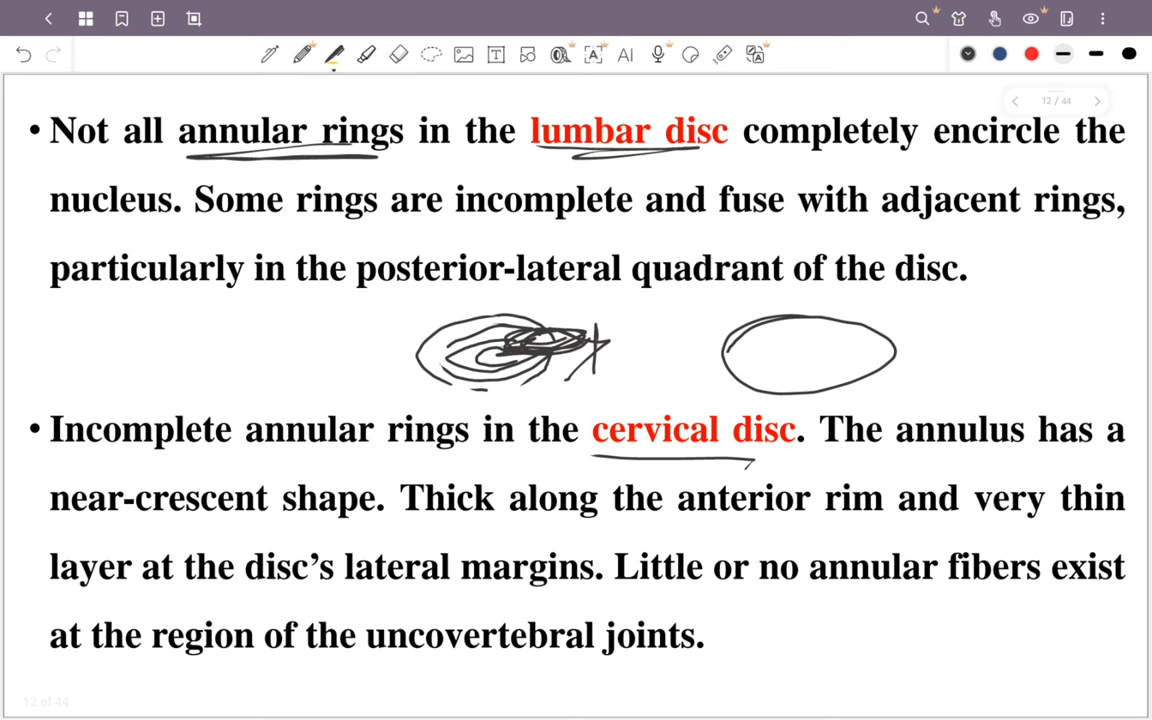 12 / 44
• Not all annular rings in the lumbar disc completely encircle the
nucleus. Some rings are incomplete and fuse with adjacent rings,
particularly in the posterior-lateral quadrant of the disc.
• Incomplete annular rings in the cervical disc. The annulus has a
near-crescent shape. Thick along the anterior rim and very thin
layer at the disc’s lateral margins. Little or no annular fibers exist
at the region of the uncovertebral joints.
12 of 44